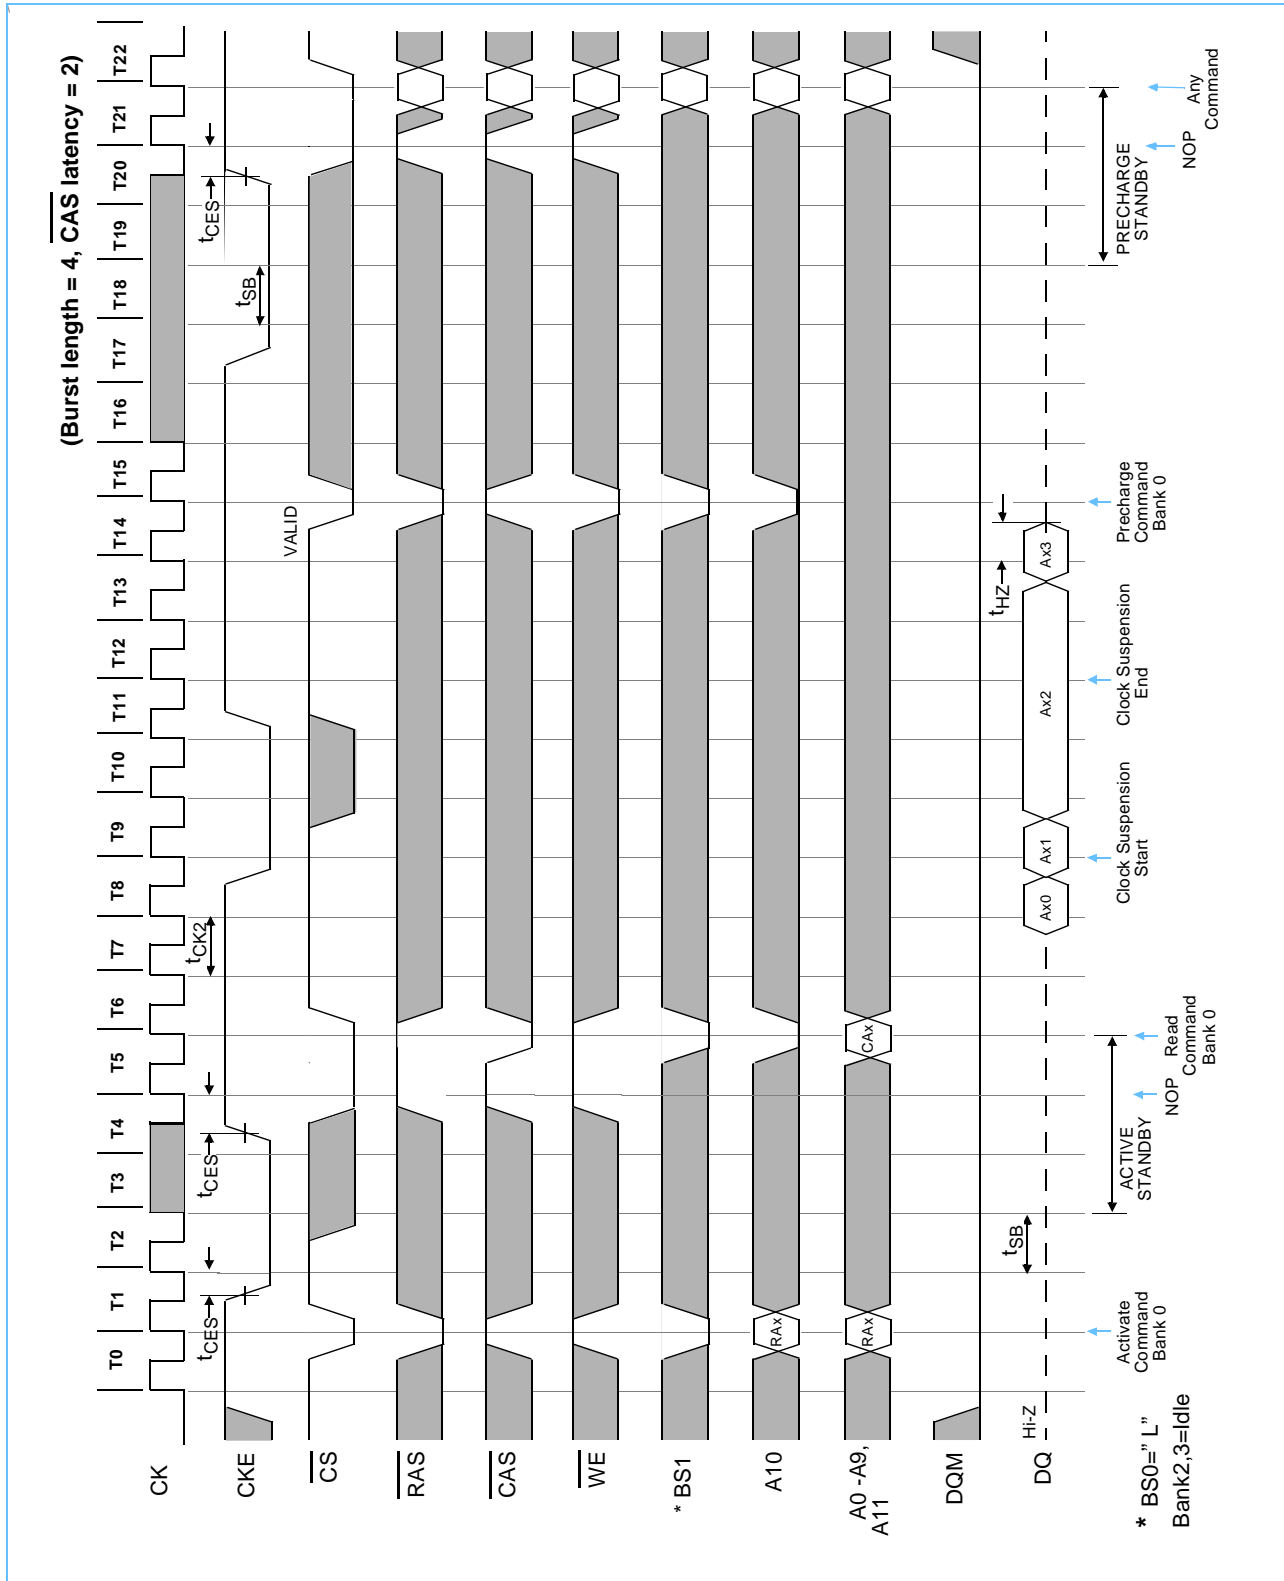 (Burst length = 4, CAS latency = 2)
T0 T1 T2 T3 T4 T5 T6 T7 T8 T9 T10 T11 T12 T13 T14 T15 T16 T17 T18 T19 T20 T21 T22
CK
tCES
tCES
tCK2
tCES
CKE
tSB
CS
VALID
RAS
CAS
WE
* BS1
A10
RAx
A0 -A9,
A11
RAx
CAx
DQM
Hi-Z
tSB
tHZ
DQ
Ax0
Ax1
Ax2
Ax3
Activate
Command
Bank 0
ACTIVE
STANDBY
NOP
Read
Command
Bank 0
Clock Suspension
Start
Clock Suspension
End
Precharge
Command
Bank 0
PRECHARGE
STANDBY
NOP
Any
Command
* BS0=” L”
Bank2,3=Idle